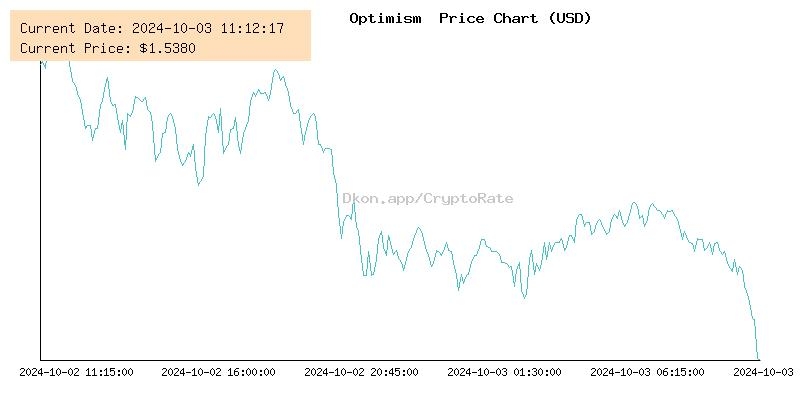 Optimism  Price Chart (USD)
Current Date: 2024-10-03 11:12:17
Current Price: $1.5380
Dkon.app/CryptoRate
2024-10-02 11:15:00 2024-10-02 16:00:00 2024-10-02 20:45:00 2024-10-03 01:30:00 2024-10-03 06:15:00 2024-10-03